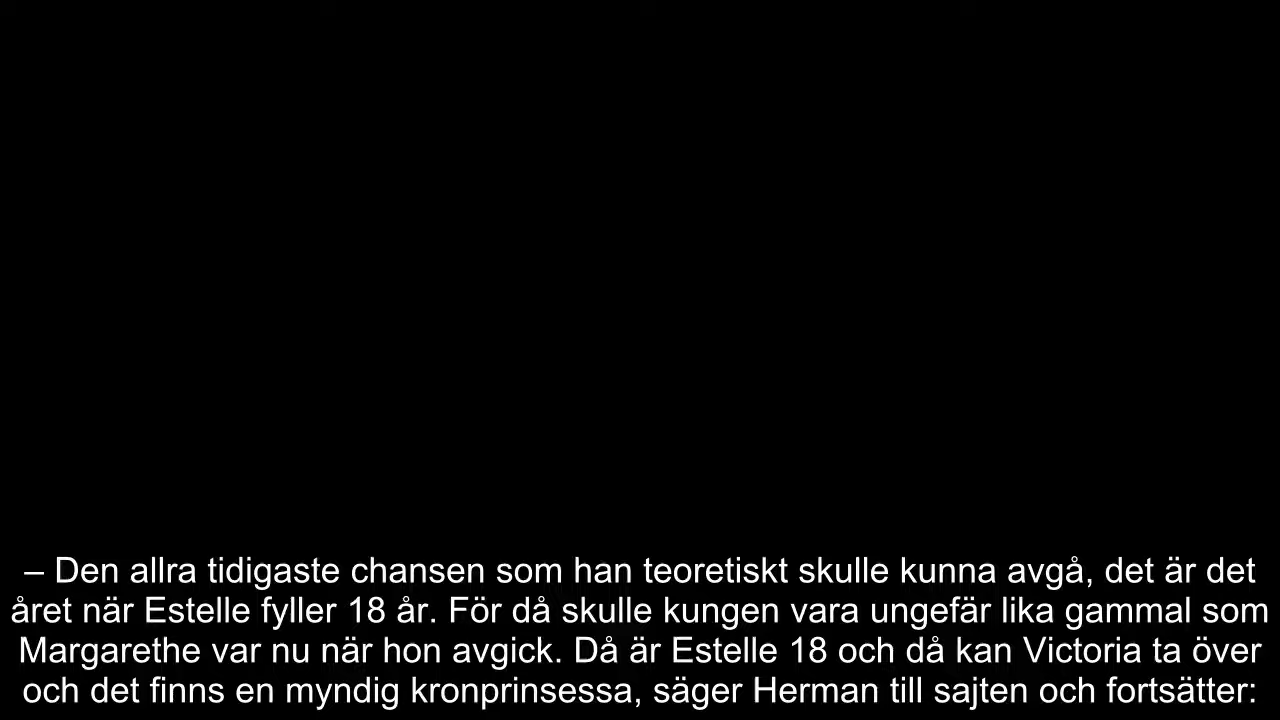 – Den allra tidigaste chansen som han teoretiskt skulle kunna avgå, det är det
året när Estelle fyller 18 år. För då skulle kungen vara ungefär lika gammal som
Margarethe var nu när hon avgick. Då är Estelle 18 och då kan Victoria ta över
och det finns en myndig kronprinsessa, säger Herman till sajten och fortsätter: